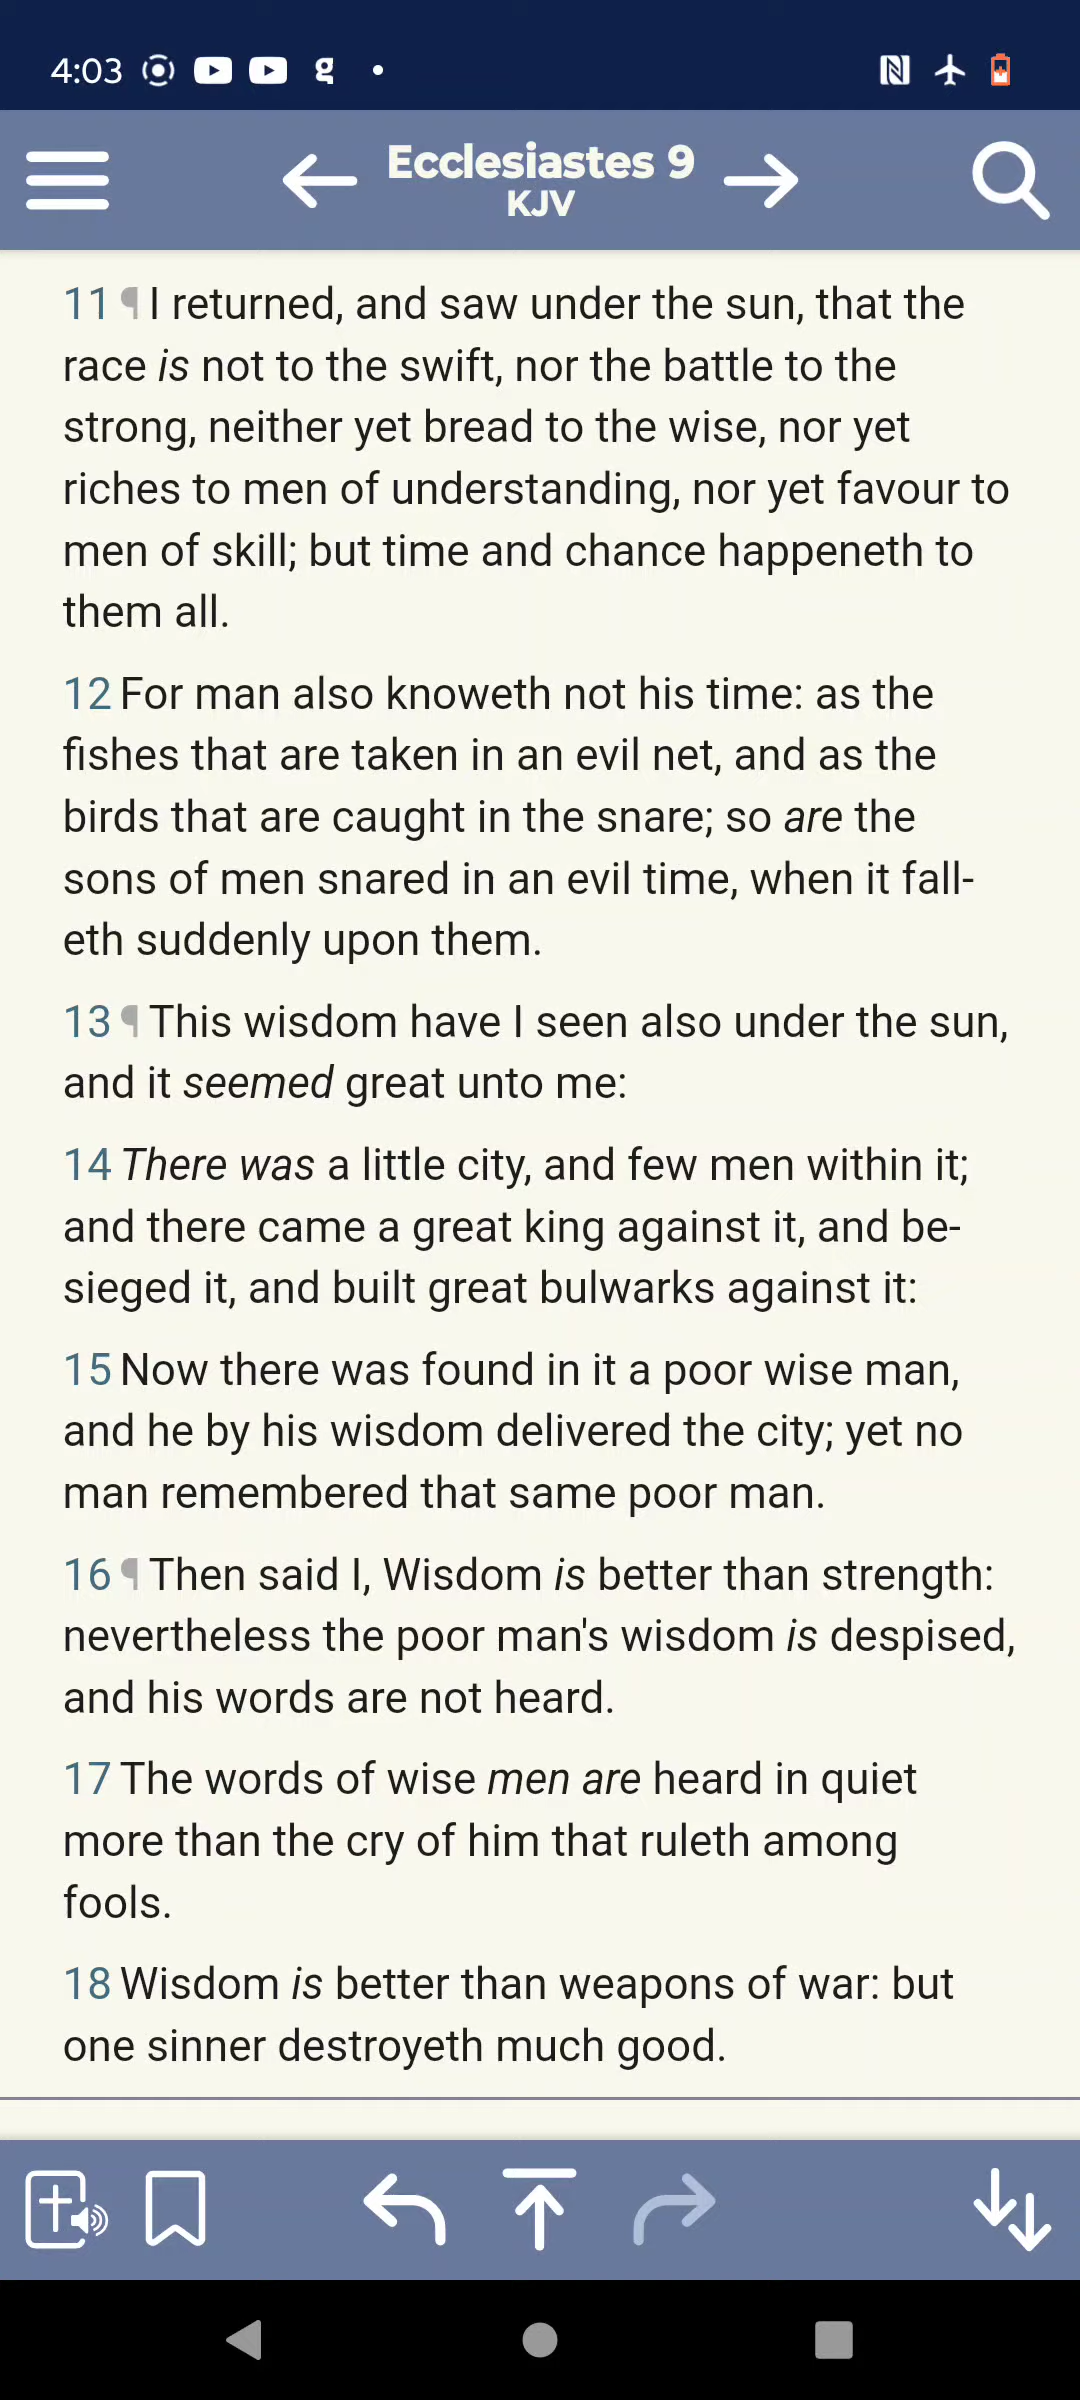 4:03
Ecclesiastes 9
KJV
11 ¶ I returned, and saw under the sun, that the
race is not to the swift, nor the battle to the
strong, neither yet bread to the wise, nor yet
riches to men of understanding, nor yet favour to
men of skill; but time and chance happeneth to
them all.
12 For man also knoweth not his time: as the
fishes that are taken in an evil net, and as the
birds that are caught in the snare; so are the
sons of men snared in an evil time, when it fall-
eth suddenly upon them.
13 ¶ This wisdom have I seen also under the sun,
and it seemed great unto me:
14 There was a little city, and few men within it;
and there came a great king against it, and be-
sieged it, and built great bulwarks against it:
15 Now there was found in it a poor wise man,
and he by his wisdom delivered the city; yet no
man remembered that same poor man.
16 ¶ Then said I, Wisdom is better than strength:
nevertheless the poor man's wisdom is despised,
and his words are not heard.
17 The words of wise men are heard in quiet
more than the cry of him that ruleth among
fools.
18 Wisdom is better than weapons of war: but
one sinner destroyeth much good.